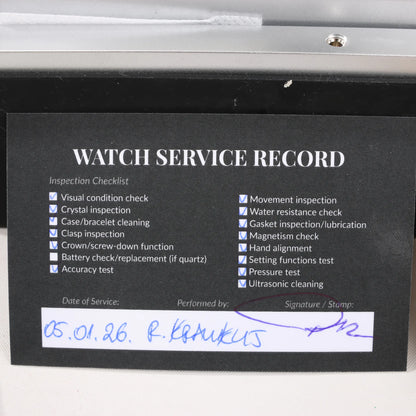 WATCH SERVICE RECORD
Inspection Checklist
Visual condition check
Crystal inspection
Case/bracelet cleaning
Clasp inspection
Crown/screw-down function
Battery check/replacement (if quartz)
Accuracy test
Movement inspection
Water resistance check
Gasket inspection/lubrication
Magnetism check
Hand alignment
Setting functions test
Pressure test
Ultrasonic cleaning
Date of Service: Performed by: Signature / Stamp:
05.01.26. R.